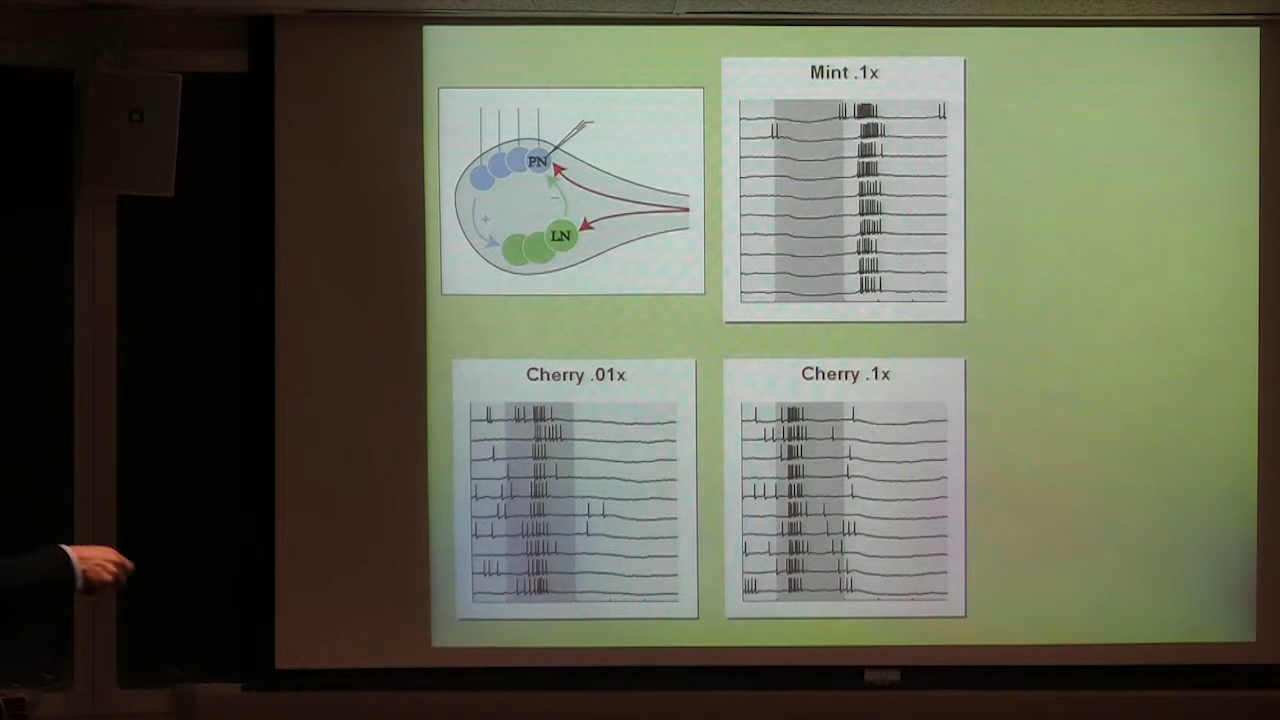 Mint .1x
PN
+
−
LN
Cherry .01x
Cherry .1x